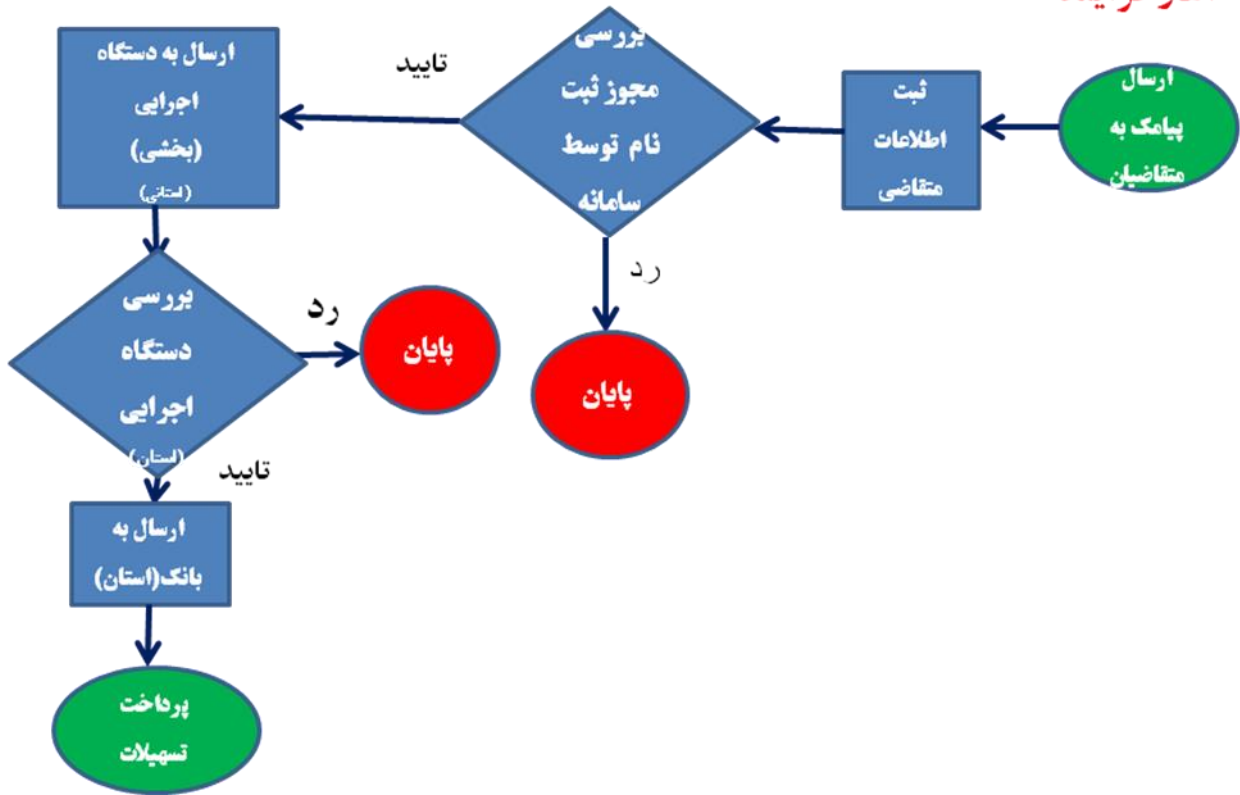 ارسال
پیامک به
متقاضیان
ثبت
اطلاعات
متقاضی
بررسی
مجوز ثبت
نام توسط
سامانه
تایید
رد
پایان
ارسال به دستگاه
اجرایی
(بخشی)
(استانی)
بررسی
دستگاه
اجرایی
(استان)
رد
پایان
تایید
ارسال به
بانک(استان)
پرداخت
تسهیلات